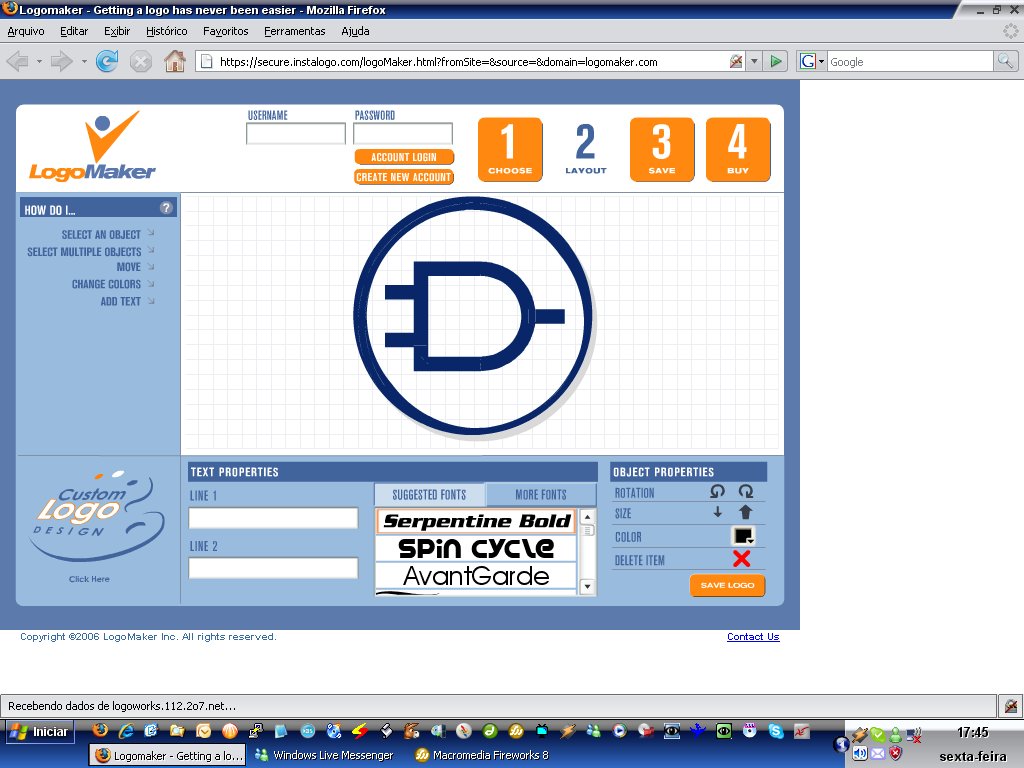 Logomaker - Getting a logo has never been easier - Mozilla Firefox
Arquivo Editar Exibir Histórico Favoritos Ferramentas Ajuda
https://secure.instalogo.com/logoMaker.html?fromSite=&source=&domain=logomaker.com
G Google
LogoMaker
USERNAME PASSWORD
ACCOUNT LOGIN
CREATE NEW ACCOUNT
1 CHOOSE
2 LAYOUT
3 SAVE
4 BUY
HOW DO I... ?
SELECT AN OBJECT
SELECT MULTIPLE OBJECTS
MOVE
CHANGE COLORS
ADD TEXT
Custom
Logo
DESIGN
Click Here
TEXT PROPERTIES
LINE 1
LINE 2
SUGGESTED FONTS MORE FONTS
Serpentine Bold
Spin Cycle
AvantGarde
OBJECT PROPERTIES
ROTATION
SIZE
COLOR
DELETE ITEM
SAVE LOGO
Copyright ©2006 LogoMaker Inc. All rights reserved. Contact Us
Recebendo dados de logoworks.112.2o7.net...
Iniciar
Logomaker - Getting a lo... Windows Live Messenger Macromedia Fireworks 8
17:45
sexta-feira